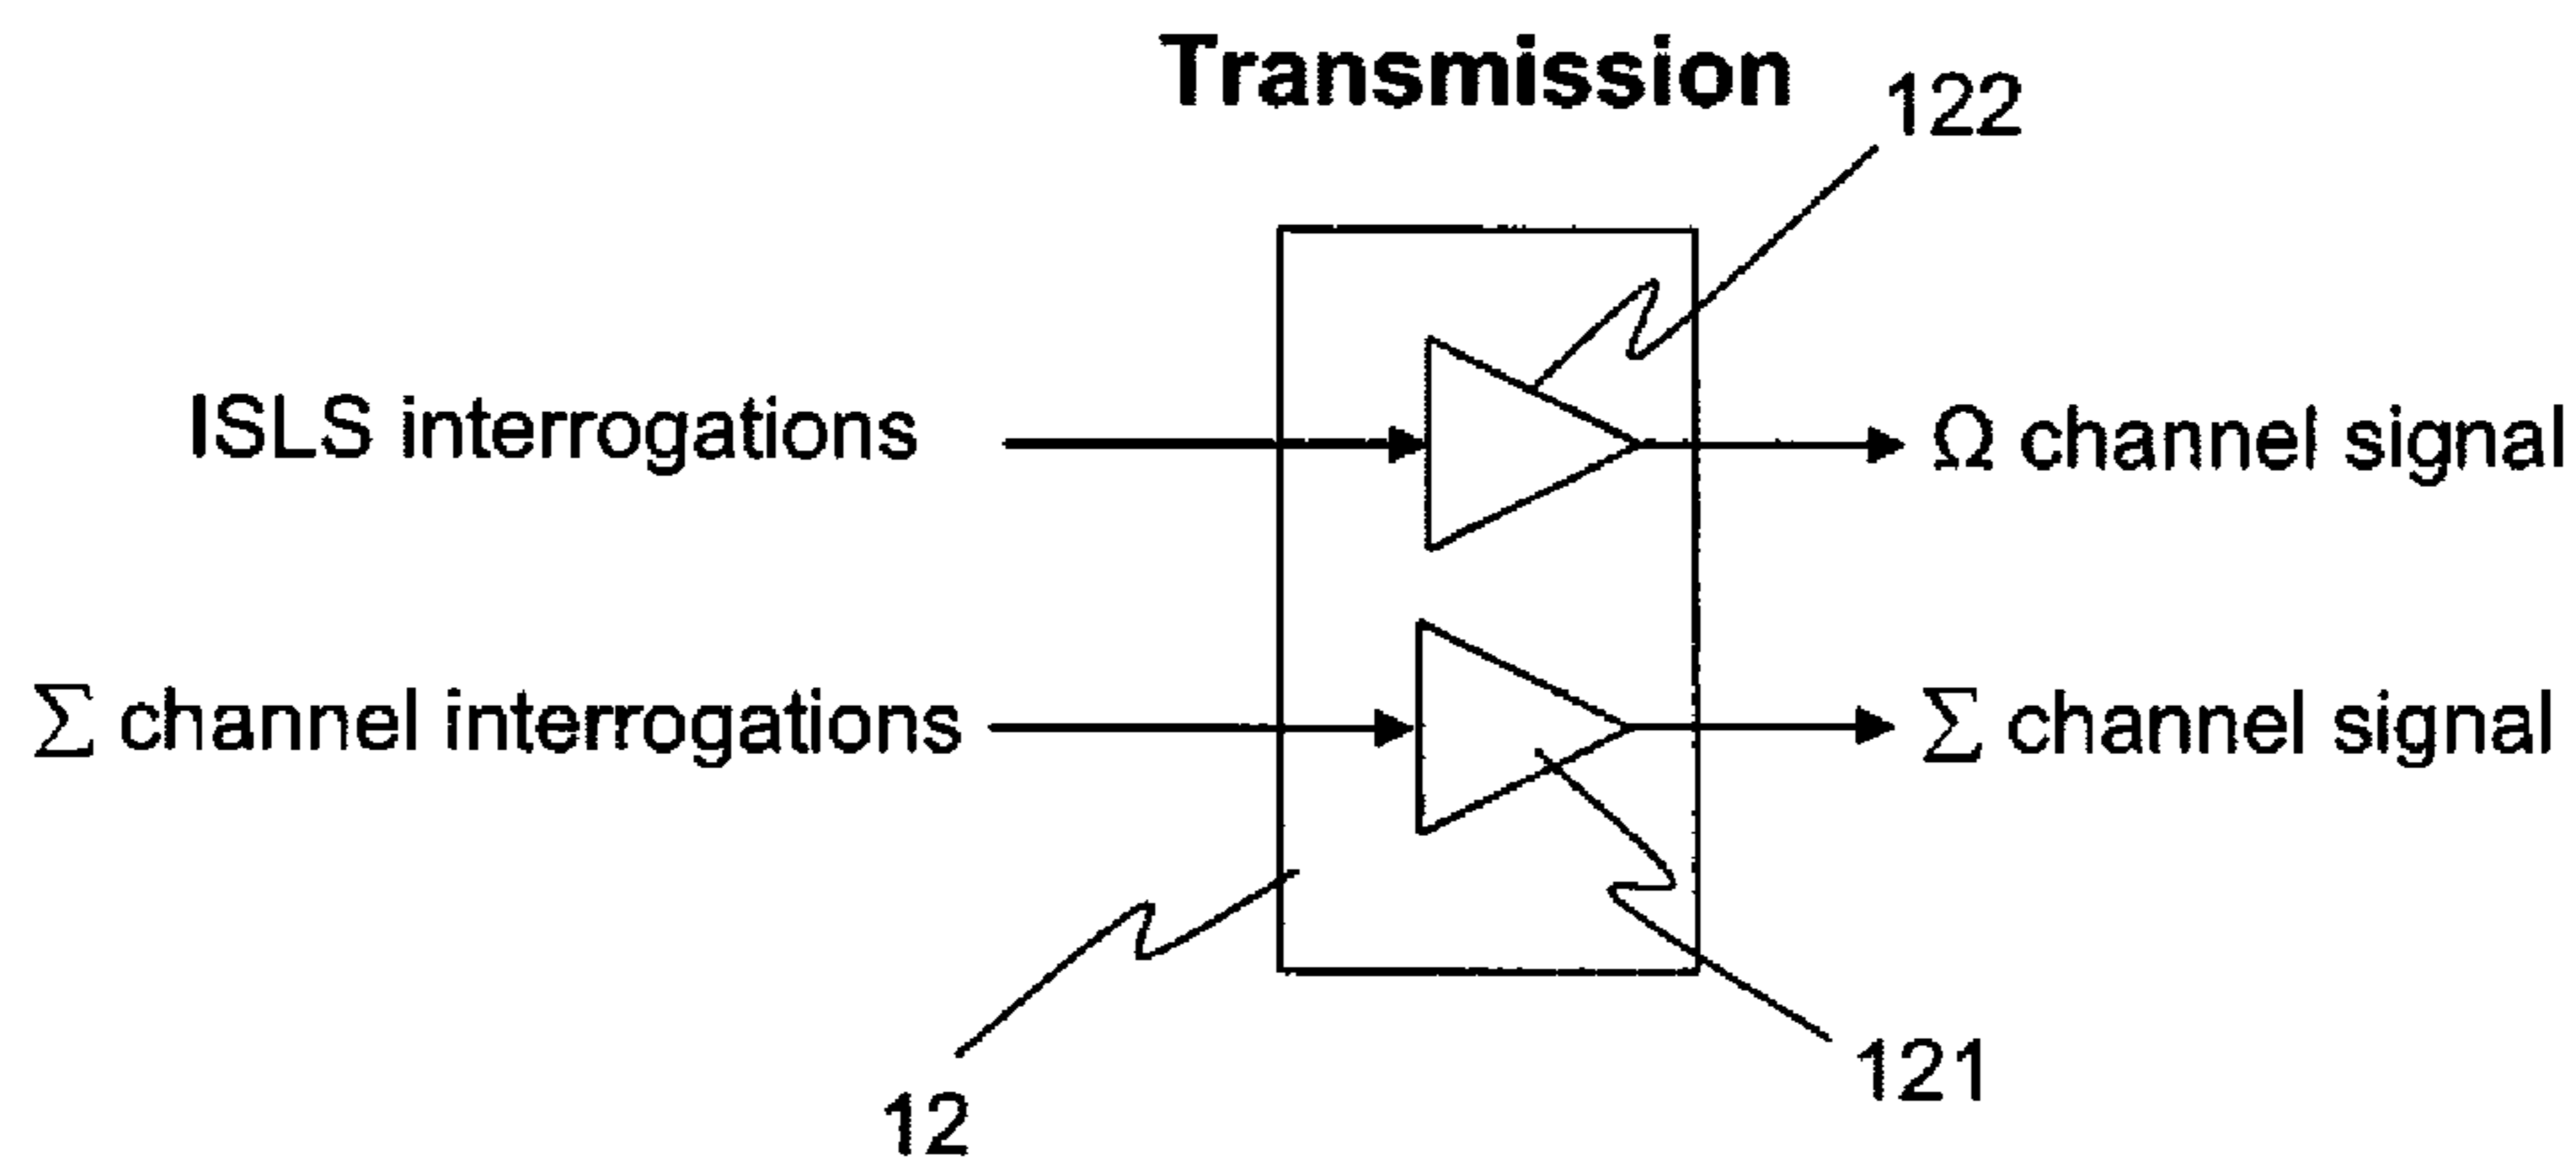 Transmission
122
ISLS interrogations
Ω channel signal
∑ channel interrogations
∑ channel signal
121
12